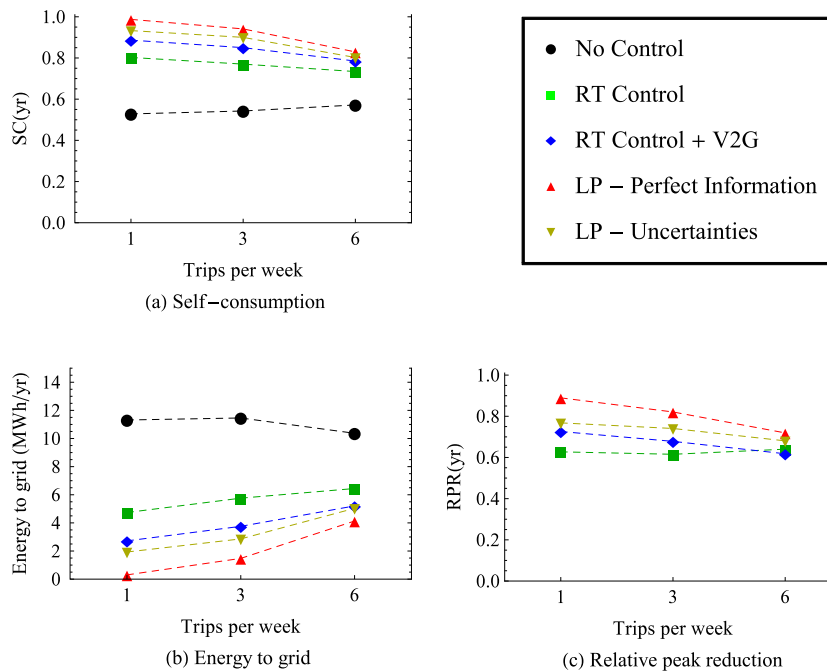 1.0
0.8
0.6
0.4
0.2
0.0
SC(yr)
1 3 6
Trips per week
(a) Self−consumption
No Control
RT Control
RT Control + V2G
LP − Perfect Information
LP − Uncertainties
14
12
10
8
6
4
2
0
Energy to grid (MWh/yr)
1 3 6
Trips per week
(b) Energy to grid
1.0
0.8
0.6
0.4
0.2
0.0
RPR(yr)
1 3 6
Trips per week
(c) Relative peak reduction